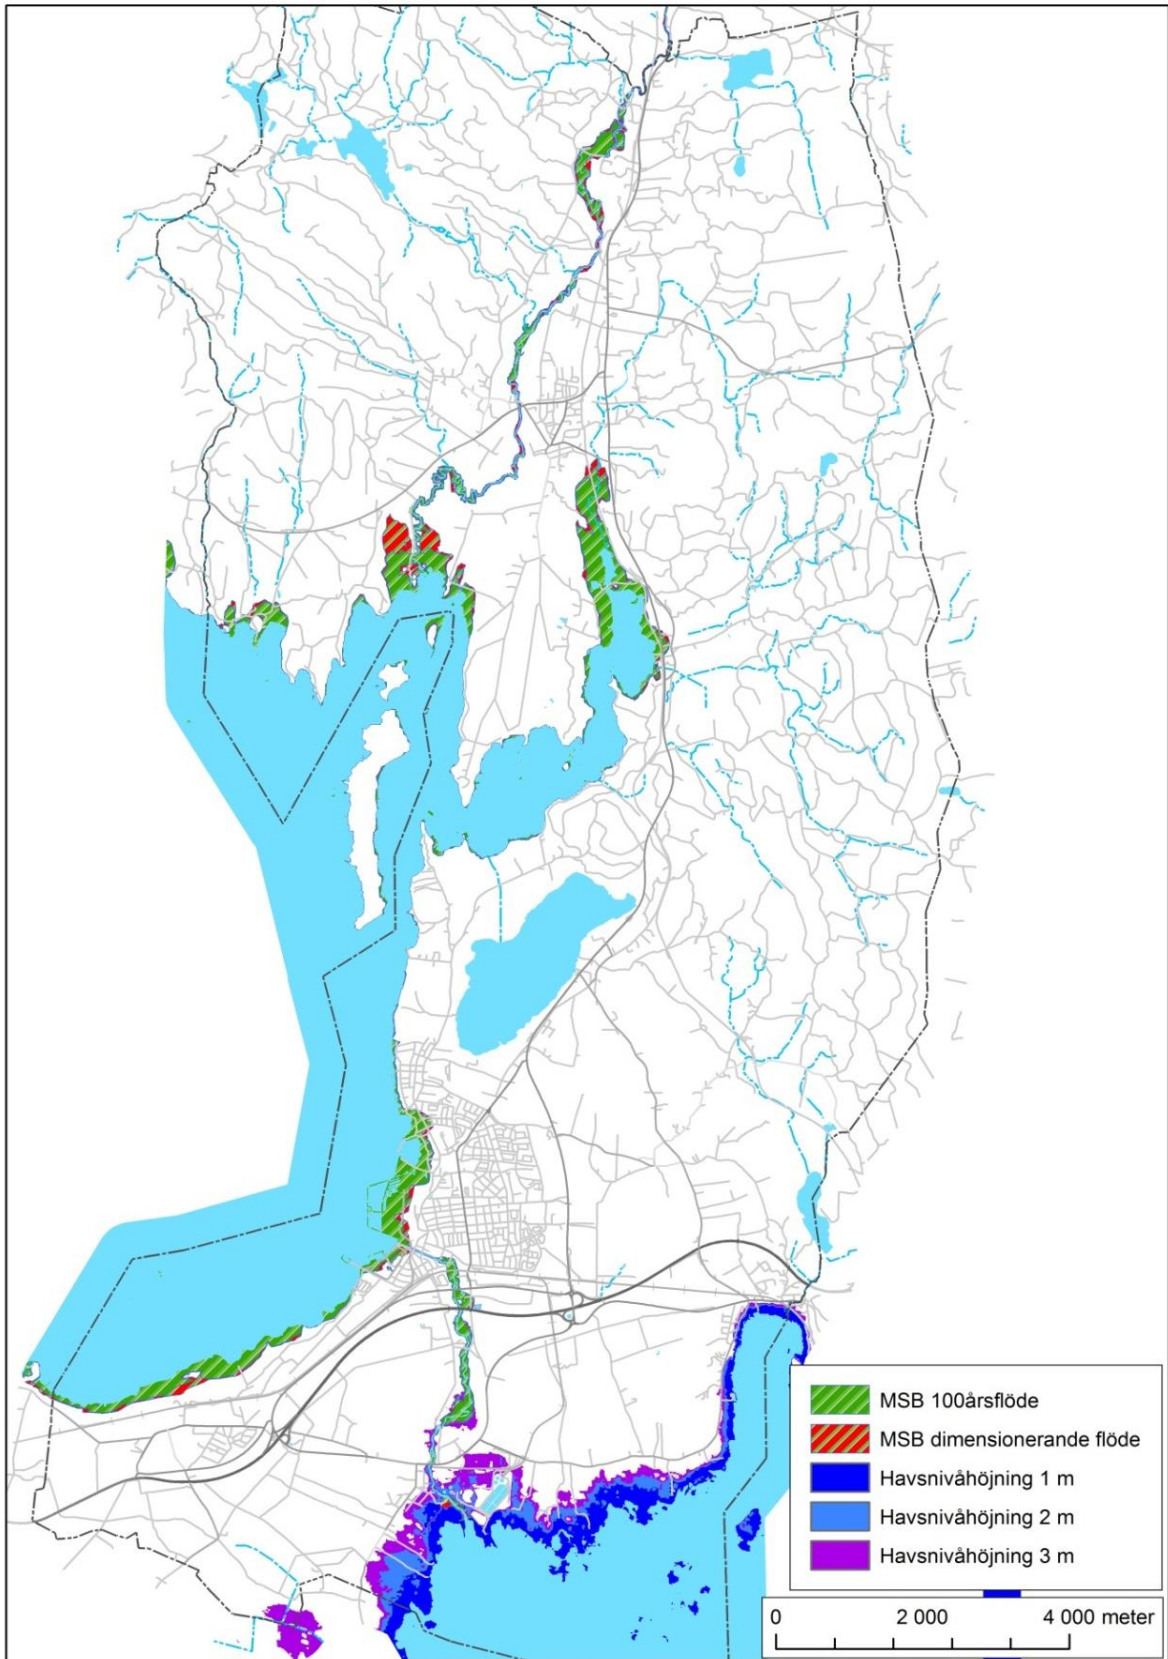 MSB 100årsflöde
MSB dimensionerande flöde
Havsnivåhöjning 1 m
Havsnivåhöjning 2 m
Havsnivåhöjning 3 m
0 2 000 4 000 meter